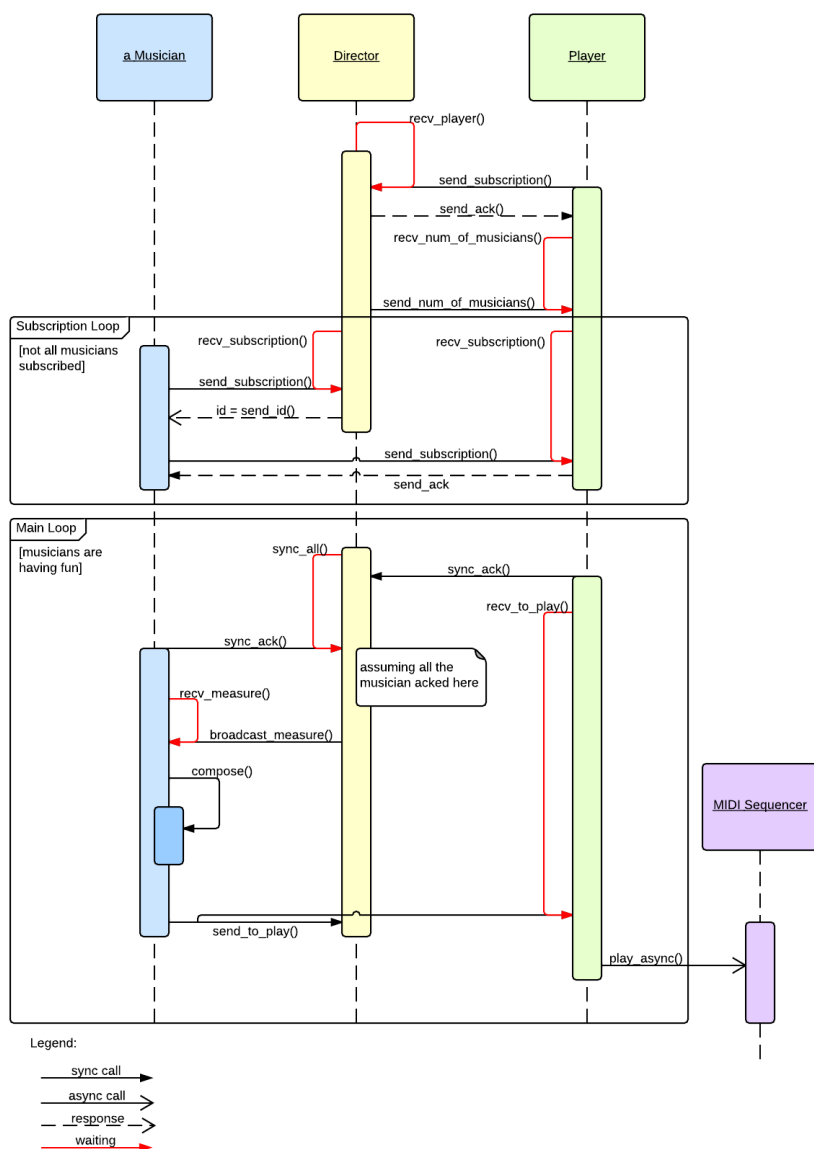 a Musician
Director
Player
recv_player()
send_subscription()
send_ack()
recv_num_of_musicians()
send_num_of_musicians()
Subscription Loop
[not all musicians
subscribed]
recv_subscription()
recv_subscription()
send_subscription()
id = send_id()
send_subscription()
send_ack
Main Loop
[musicians are
having fun]
sync_all()
sync_ack()
recv_to_play()
sync_ack()
assuming all the
musician acked here
recv_measure()
broadcast_measure()
compose()
MIDI Sequencer
send_to_play()
play_async()
Legend:
sync call
async call
response
waiting